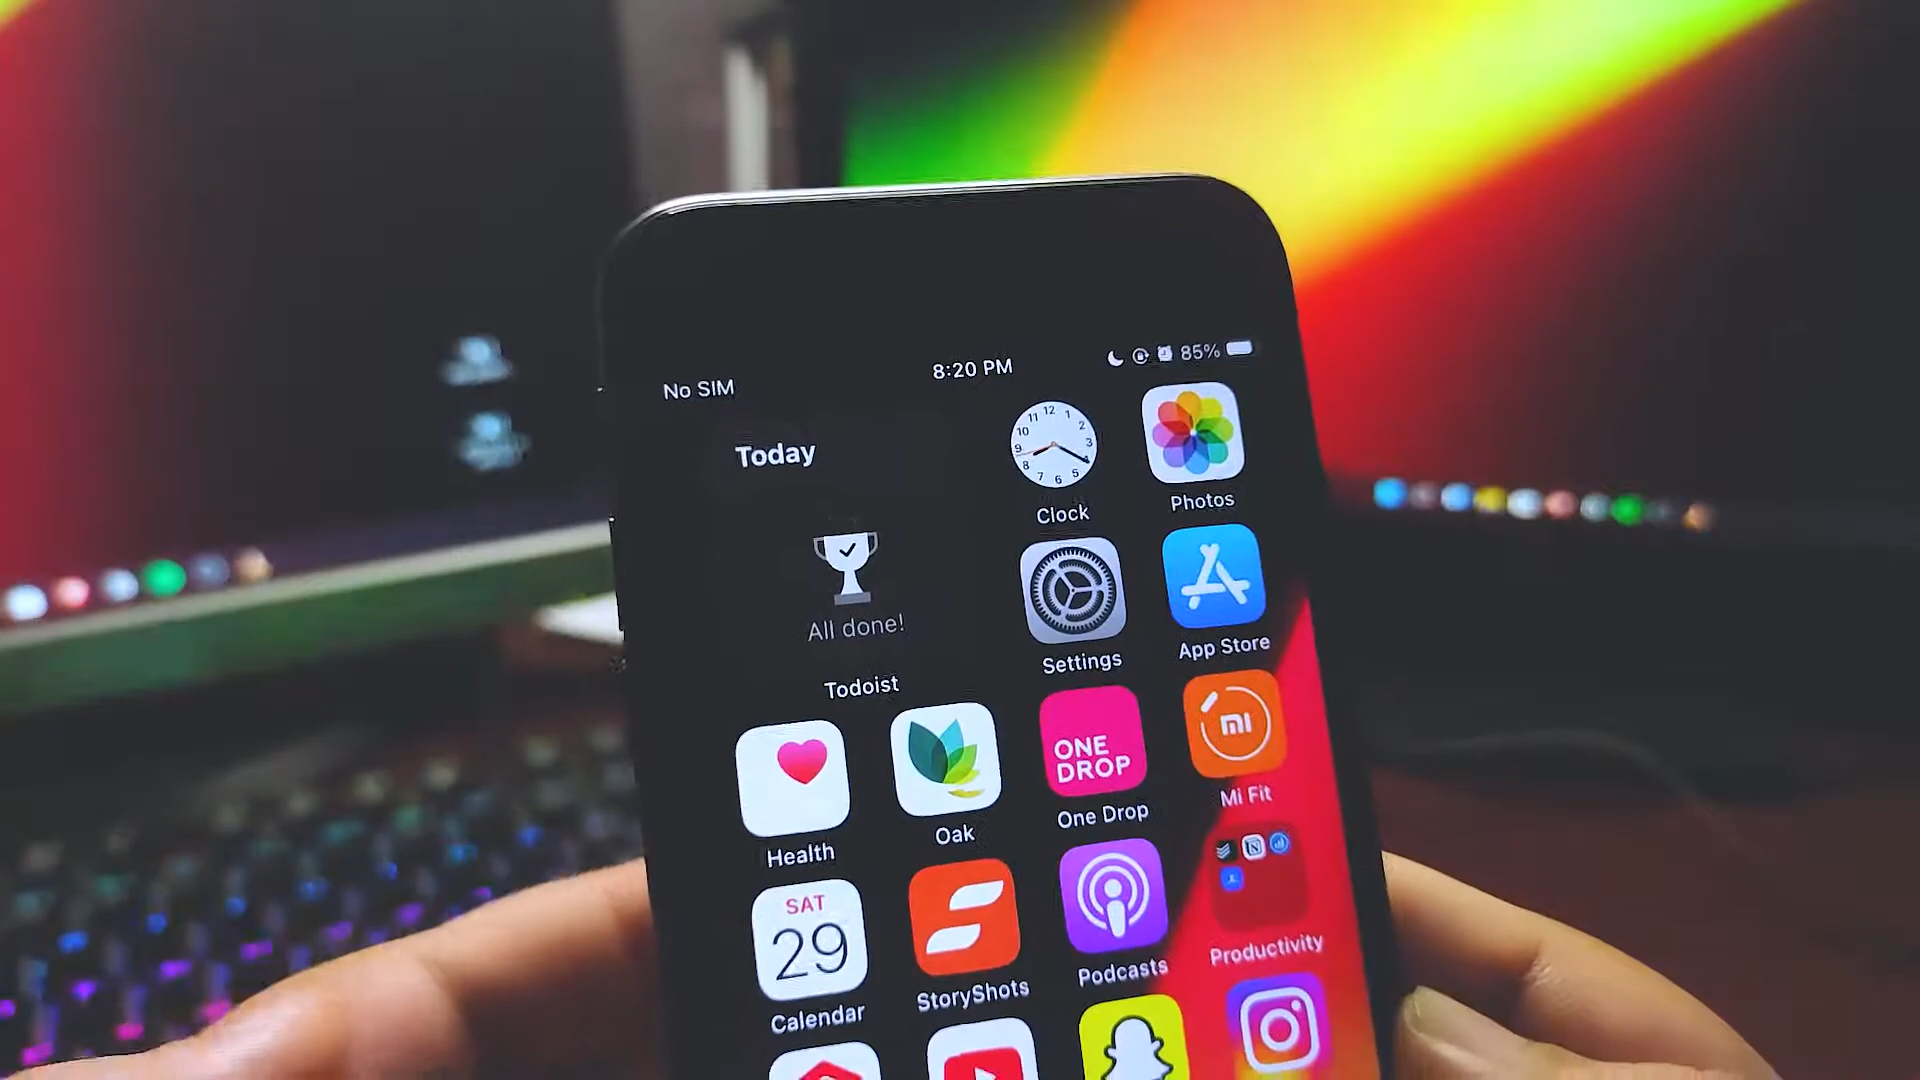 No SIM
8:20 PM
85%
Today
All done!
Todoist
Clock
Photos
Settings
App Store
ONE
DROP
mi
Health
Oak
One Drop
Mi Fit
SAT
29
Calendar
StoryShots
Podcasts
Productivity